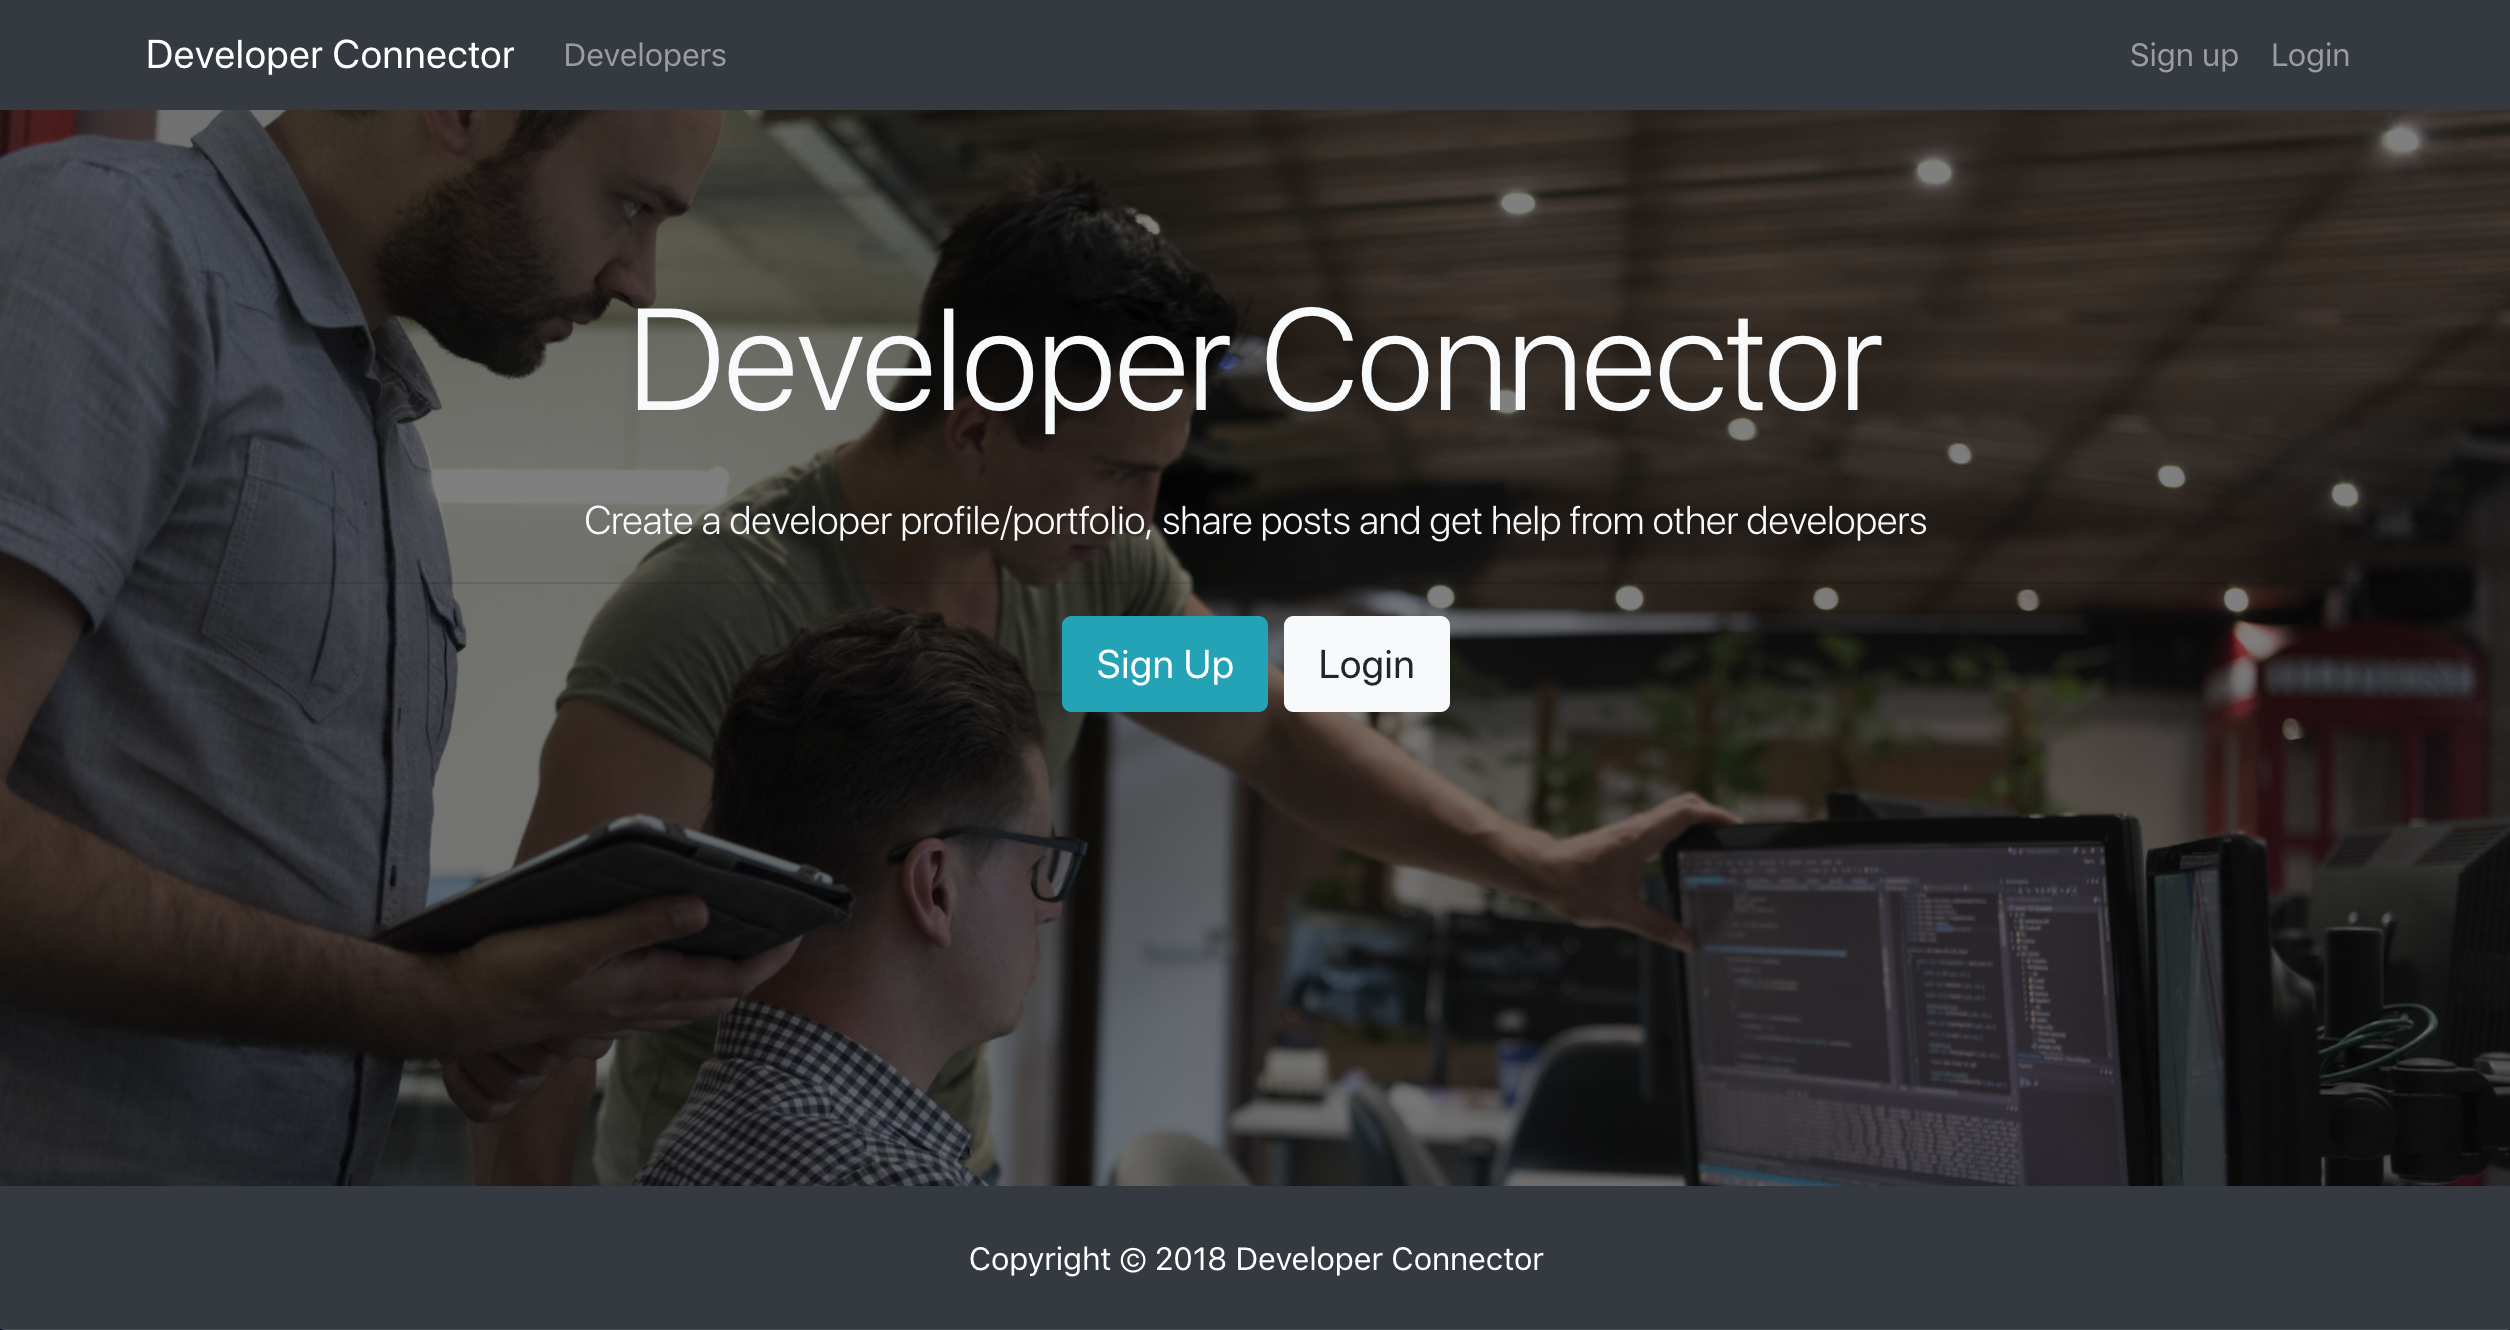 Developer Connector Developers Sign up Login
Developer Connector
Create a developer profile/portfolio, share posts and get help from other developers
Sign Up Login
Copyright © 2018 Developer Connector